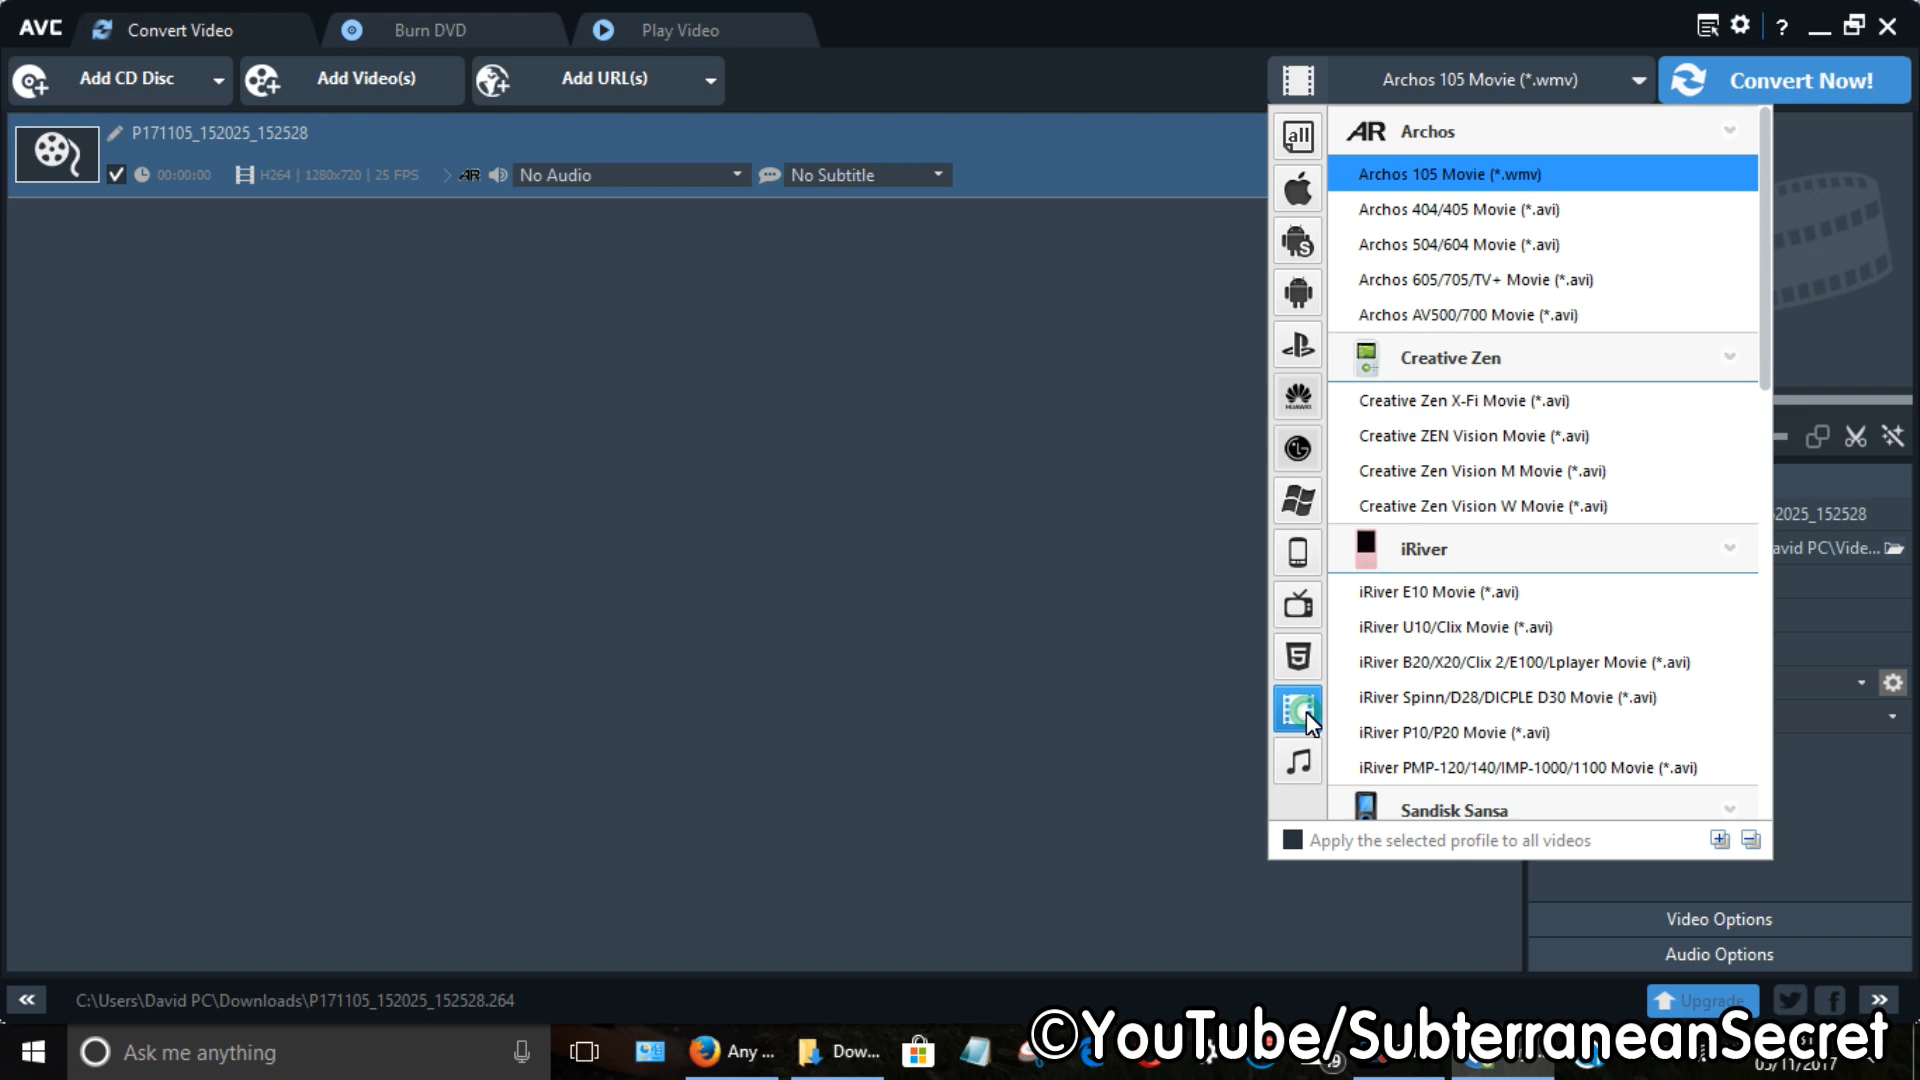 AVC Convert Video Burn DVD Play Video ?
Add CD Disc Add Video(s) Add URL(s) Archos 105 Movie (*.wmv) Convert Now!
P171105_152025_152528
00:00:00 H264 | 1280x720 | 25 FPS AR No Audio No Subtitle
all
HUAWEI
AR Archos
Archos 105 Movie (*.wmv)
Archos 404/405 Movie (*.avi)
Archos 504/604 Movie (*.avi)
Archos 605/705/TV+ Movie (*.avi)
Archos AV500/700 Movie (*.avi)
Creative Zen
Creative Zen X-Fi Movie (*.avi)
Creative ZEN Vision Movie (*.avi)
Creative Zen Vision M Movie (*.avi)
Creative Zen Vision W Movie (*.avi)
iRiver
iRiver E10 Movie (*.avi)
iRiver U10/Clix Movie (*.avi)
iRiver B20/X20/Clix 2/E100/Lplayer Movie (*.avi)
iRiver Spinn/D28/DICPLE D30 Movie (*.avi)
iRiver P10/P20 Movie (*.avi)
iRiver PMP-120/140/IMP-1000/1100 Movie (*.avi)
Sandisk Sansa
Apply the selected profile to all videos
2025_152528
avid PC\Vide...
Video Options
Audio Options
C:\Users\David PC\Downloads\P171105_152025_152528.264
Upgrade
©YouTube/SubterraneanSecret
Ask me anything Any ... Dow...
05/11/2017